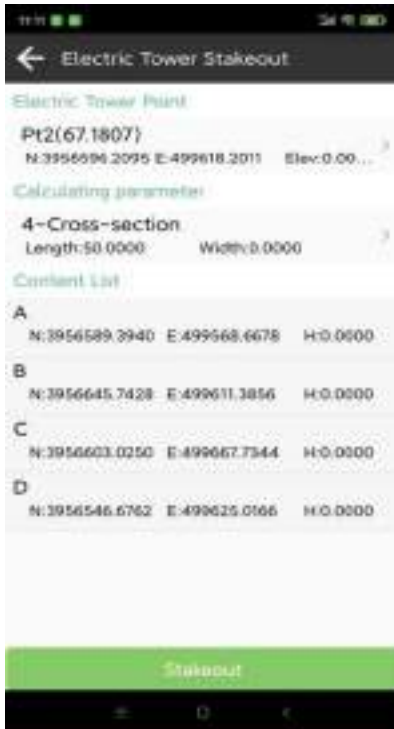 11:11
Electric Tower Stakeout
Electric Tower Point
Pt2(67.1807)
N:3956596.2095 E:499618.2011 Elev:0.00...
Calculating parameter
4-Cross-section
Length:50.0000 Width:0.0000
Content List
A
N:3956589.3940 E:499568.6678 H:0.0000
B
N:3956645.7428 E:499611.3856 H:0.0000
C
N:3956603.0250 E:499667.7344 H:0.0000
D
N:3956546.6762 E:499625.0166 H:0.0000
Stakeout